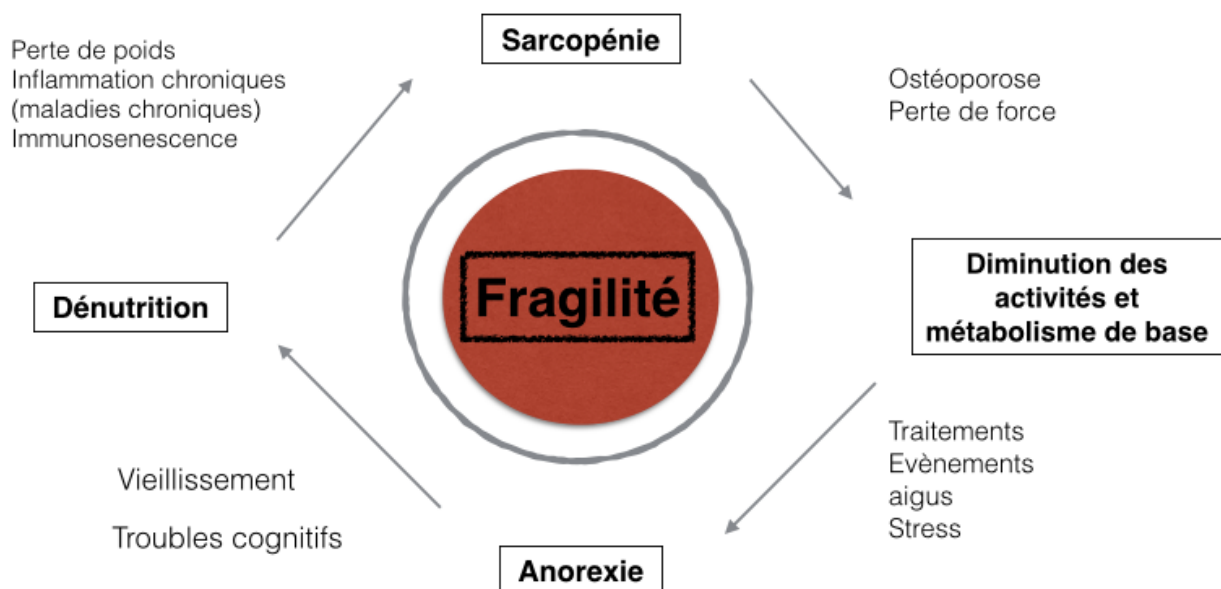 Sarcopénie
Perte de poids
Inflammation chroniques
(maladies chroniques)
Immunosenescence
Ostéoporose
Perte de force
Fragilité
Dénutrition
Diminution des
activités et
métabolisme de base
Traitements
Evènements
aigus
Stress
Vieillissement
Troubles cognitifs
Anorexie